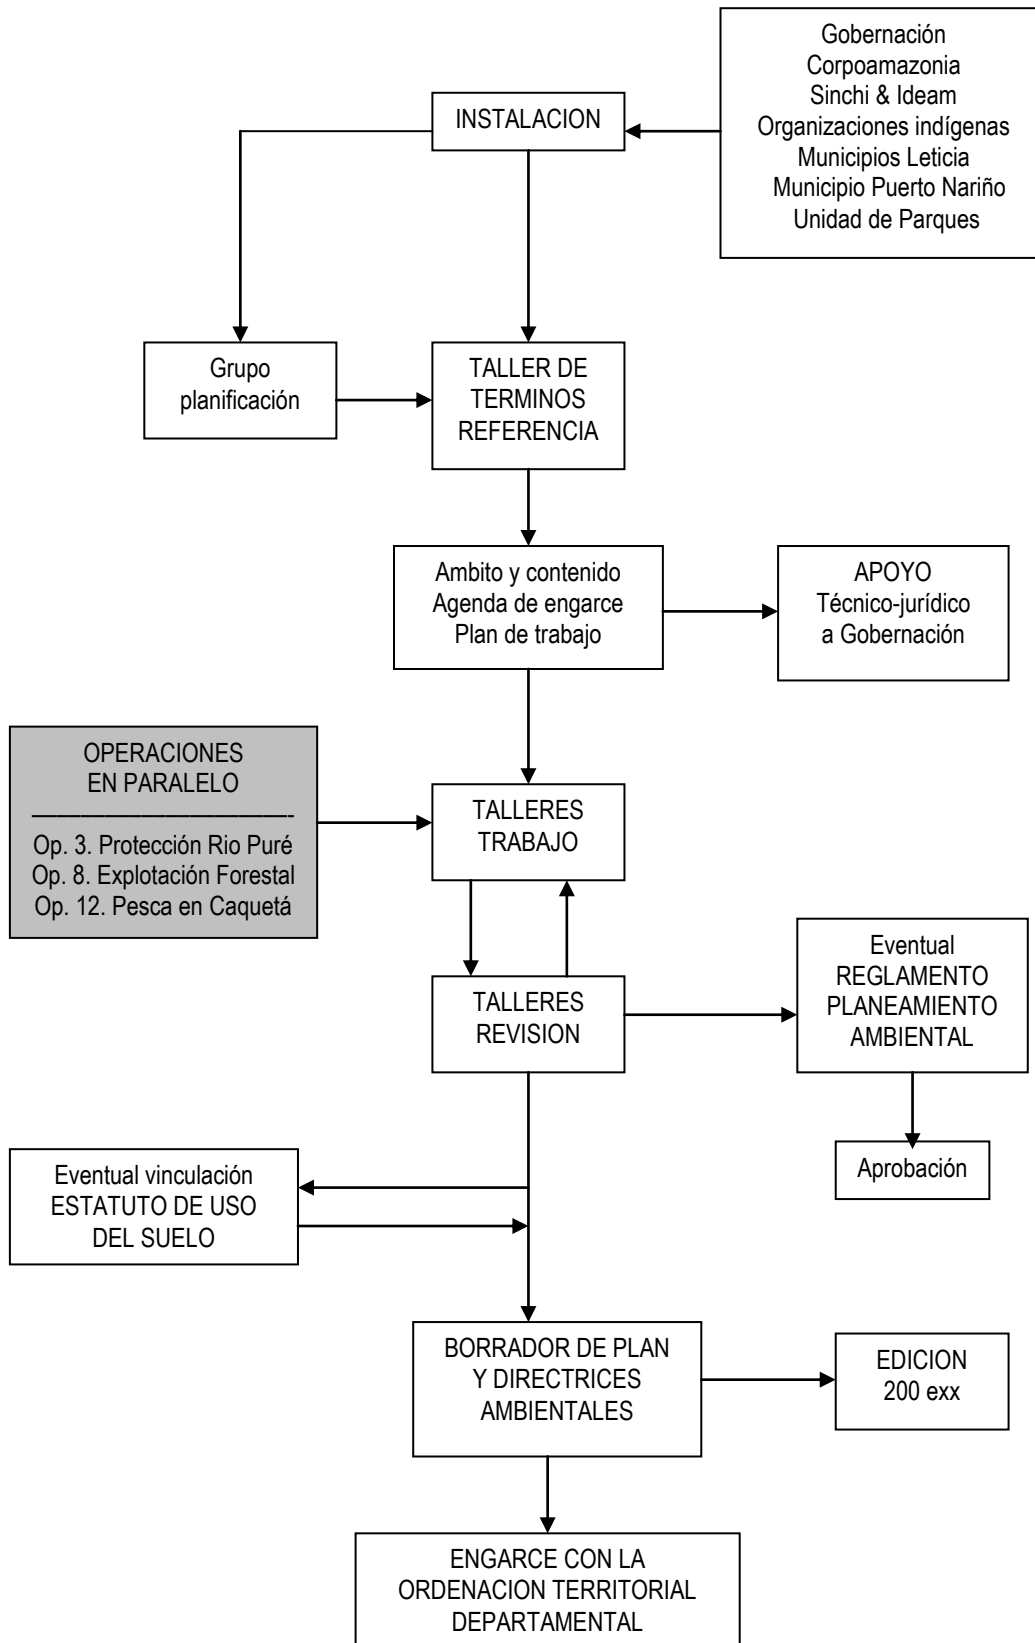 Gobernación
Corpoamazonia
Sinchi & Ideam
Organizaciones indígenas
Municipios Leticia
Municipio Puerto Nariño
Unidad de Parques
INSTALACION
Grupo
planificación
TALLER DE
TERMINOS
REFERENCIA
Ambito y contenido
Agenda de engarce
Plan de trabajo
APOYO
Técnico-jurídico
a Gobernación
OPERACIONES
EN PARALELO
Op. 3. Protección Rio Puré
Op. 8. Explotación Forestal
Op. 12. Pesca en Caquetá
TALLERES
TRABAJO
TALLERES
REVISION
Eventual
REGLAMENTO
PLANEAMIENTO
AMBIENTAL
Aprobación
Eventual vinculación
ESTATUTO DE USO
DEL SUELO
BORRADOR DE PLAN
Y DIRECTRICES
AMBIENTALES
EDICION
200 exx
ENGARCE CON LA
ORDENACION TERRITORIAL
DEPARTAMENTAL